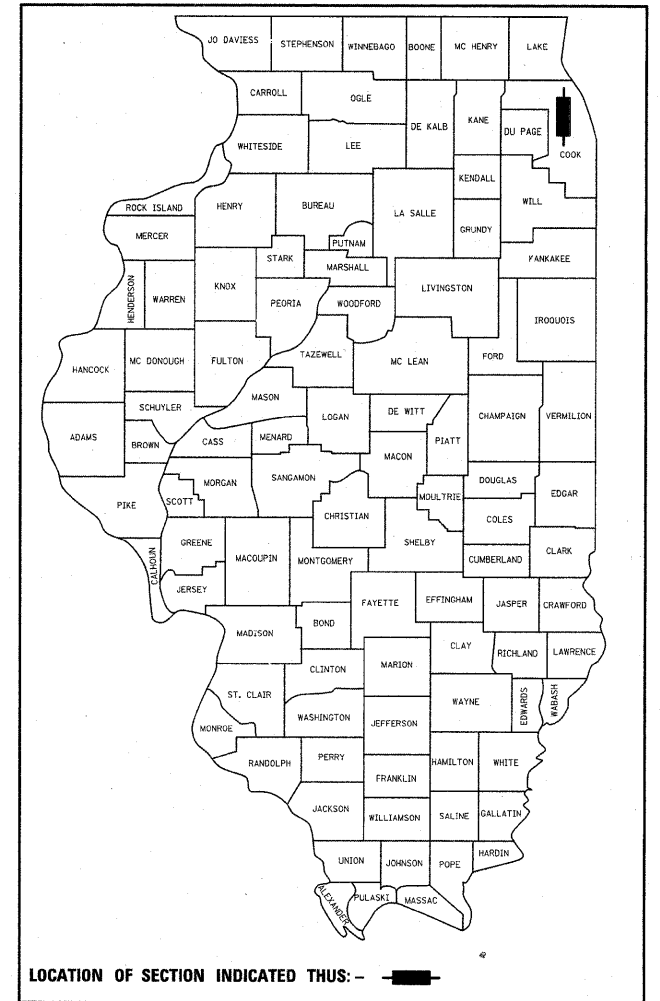 JO DAVIESS STEPHENSON WINNEBAGO BOONE MC HENRY LAKE
CARROLL OGLE DE KALB KANE DU PAGE COOK
WHITESIDE LEE
KENDALL WILL
ROCK ISLAND HENRY BUREAU LA SALLE GRUNDY
MERCER PUTNAM
STARK MARSHALL KANKAKEE
HENDERSON WARREN KNOX PEORIA WOODFORD LIVINGSTON IROQUOIS
HANCOCK MC DONOUGH FULTON TAZEWELL MC LEAN FORD
MASON
SCHUYLER LOGAN DE WITT CHAMPAIGN VERMILION
ADAMS BROWN CASS MENARD MACON PIATT
MORGAN SANGAMON DOUGLAS EDGAR
PIKE SCOTT CHRISTIAN MOULTRIE COLES
GREENE MACOUPIN MONTGOMERY SHELBY CUMBERLAND CLARK
CALHOUN JERSEY FAYETTE EFFINGHAM JASPER CRAWFORD
MADISON BOND
CLINTON MARION CLAY RICHLAND LAWRENCE
ST. CLAIR WAYNE EDWARDS WABASH
MONROE WASHINGTON JEFFERSON
RANDOLPH PERRY FRANKLIN HAMILTON WHITE
JACKSON WILLIAMSON SALINE GALLATIN
UNION JOHNSON POPE HARDIN
ALEXANDER PULASKI MASSAC
LOCATION OF SECTION INDICATED THUS: -